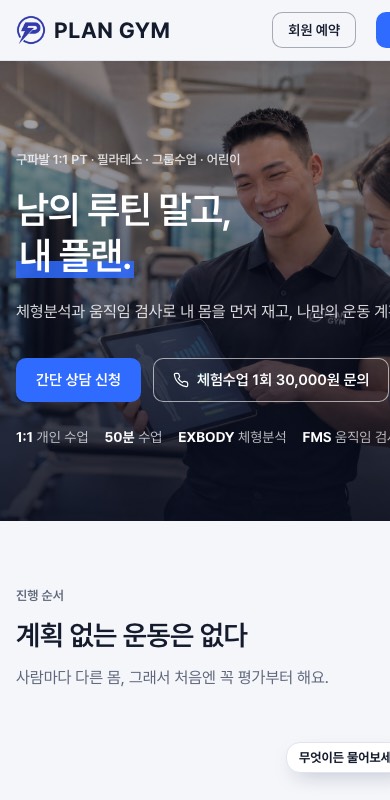 PLAN GYM
회원 예약
구파발 1:1 PT · 필라테스 · 그룹수업 · 어린이
남의 루틴 말고,
내 플랜.
체형분석과 움직임 검사로 내 몸을 먼저 재고, 나만의 운동
간단 상담 신청
체험수업 1회 30,000원 문의
1:1 개인 수업 50분 수업 EXBODY 체형분석 FMS 움직임
진행 순서
계획 없는 운동은 없다
사람마다 다른 몸, 그래서 처음엔 꼭 평가부터 해요.
무엇이든 물어보세